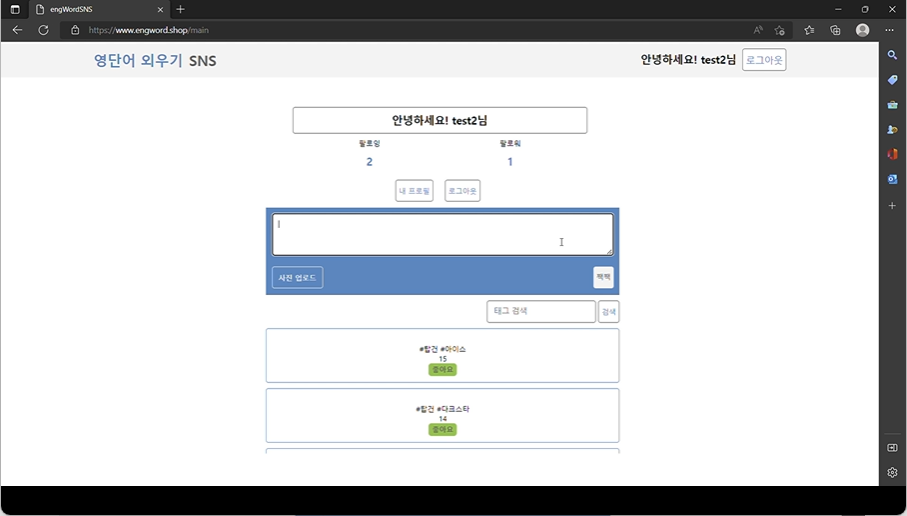 engWordSNS
https://www.engword.shop/main
영단어 외우기 SNS
안녕하세요! test2님 로그아웃
안녕하세요! test2님
팔로잉 팔로워
2 1
내 프로필 로그아웃
사진 업로드 짹짹
태그 검색 검색
#탑건 #마이소
15
좋아요
#탑건 #다크스타
14
좋아요